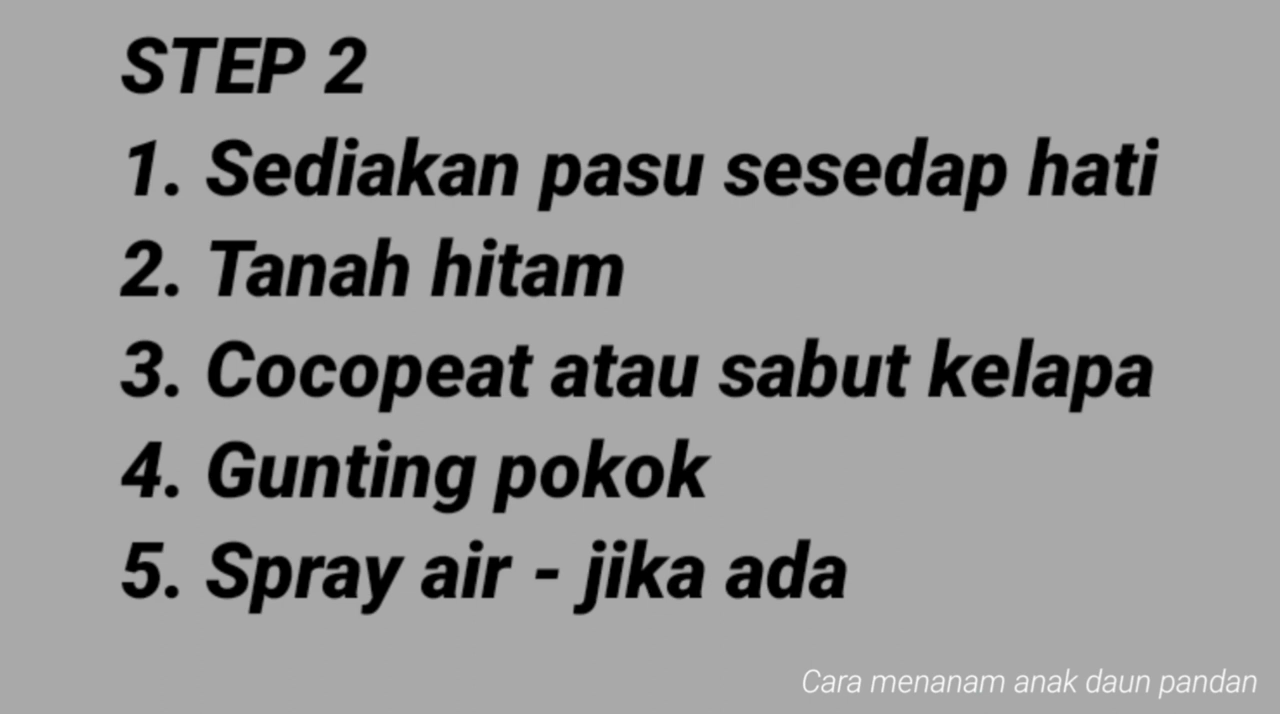 STEP 2
1. Sediakan pasu sesedap hati
2. Tanah hitam
3. Cocopeat atau sabut kelapa
4. Gunting pokok
5. Spray air - jika ada
Cara menanam anak daun pandan